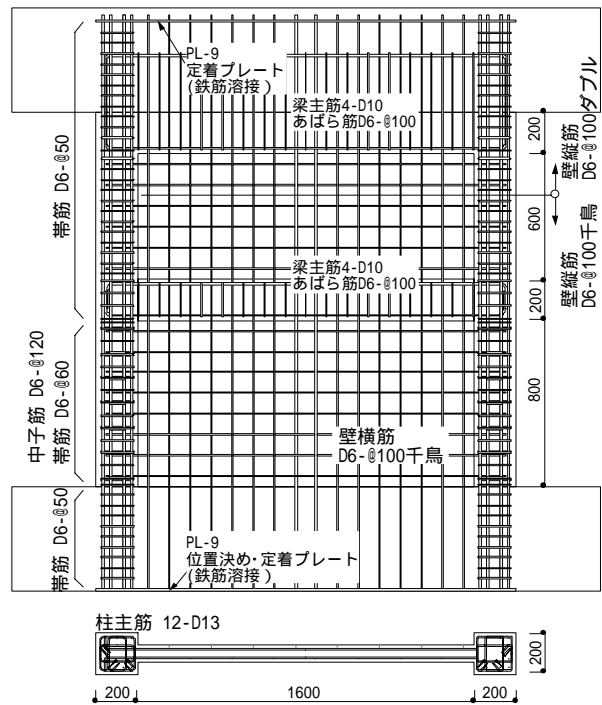 PL-9
定着プレート
(鉄筋溶接)
梁主筋4-D10
あばら筋D6-@100
帯筋 D6-@50
200
壁縦筋
D6-@100ダブル
600
壁縦筋
D6-@100千鳥
梁主筋4-D10
あばら筋D6-@100
200
中子筋 D6-@120
帯筋 D6-@60
800
壁横筋
D6-@100千鳥
帯筋 D6-@50
PL-9
位置決め・定着プレート
(鉄筋溶接)
柱主筋 12-D13
200
200
1600
200